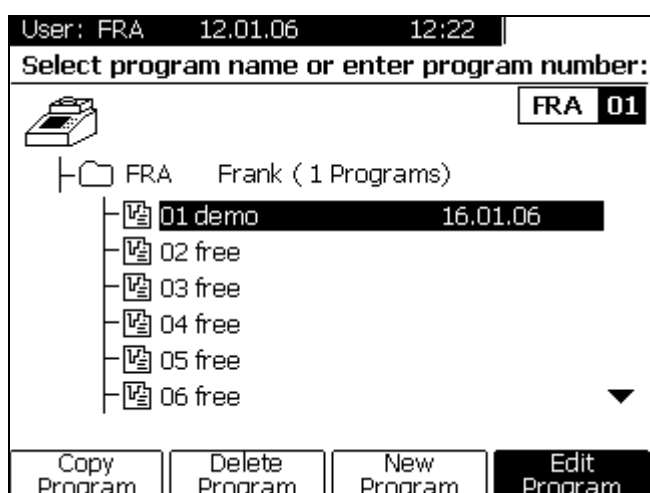 User: FRA 12.01.06 12:22
Select program name or enter program number:
FRA 01
FRA Frank ( 1 Programs)
01 demo 16.01.06
02 free
03 free
04 free
05 free
06 free
Copy Program
Delete Program
New Program
Edit Program